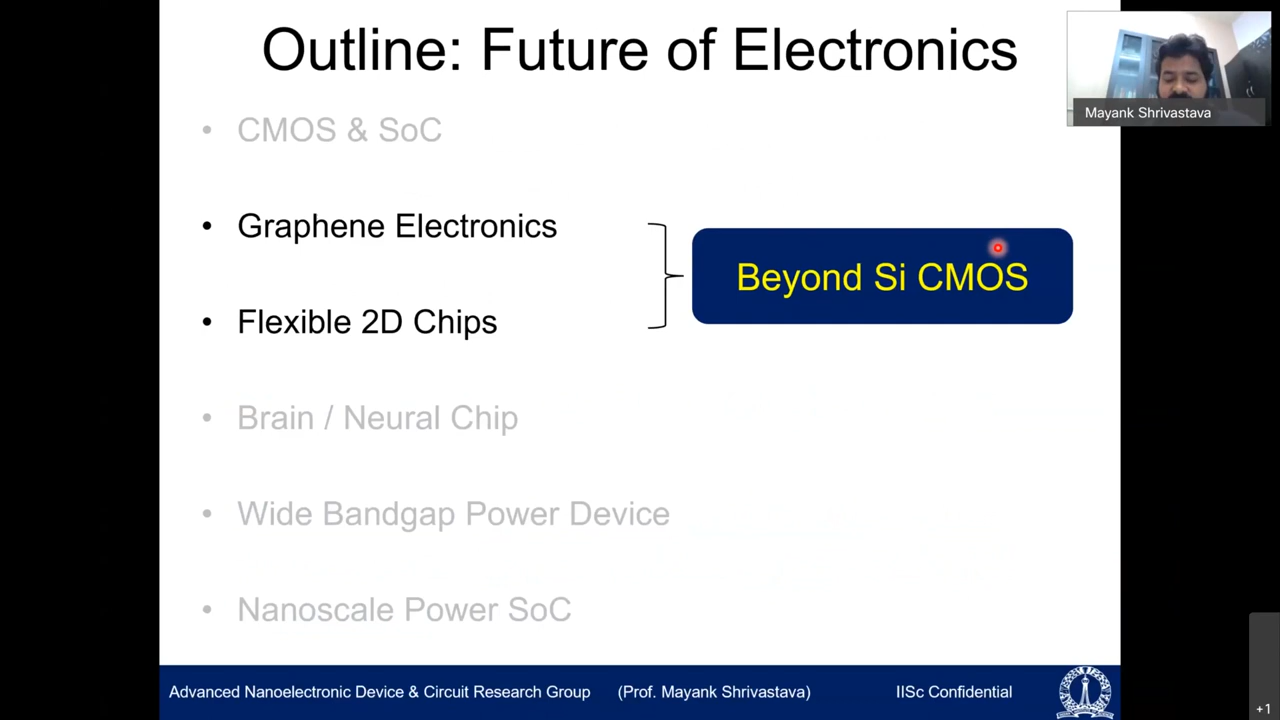 Outline: Future of Electronics
Mayank Shrivastava
• CMOS & SoC
• Graphene Electronics
• Flexible 2D Chips
Beyond Si CMOS
• Brain / Neural Chip
• Wide Bandgap Power Device
• Nanoscale Power SoC
Advanced Nanoelectronic Device & Circuit Research Group (Prof. Mayank Shrivastava) IISc Confidential
+1